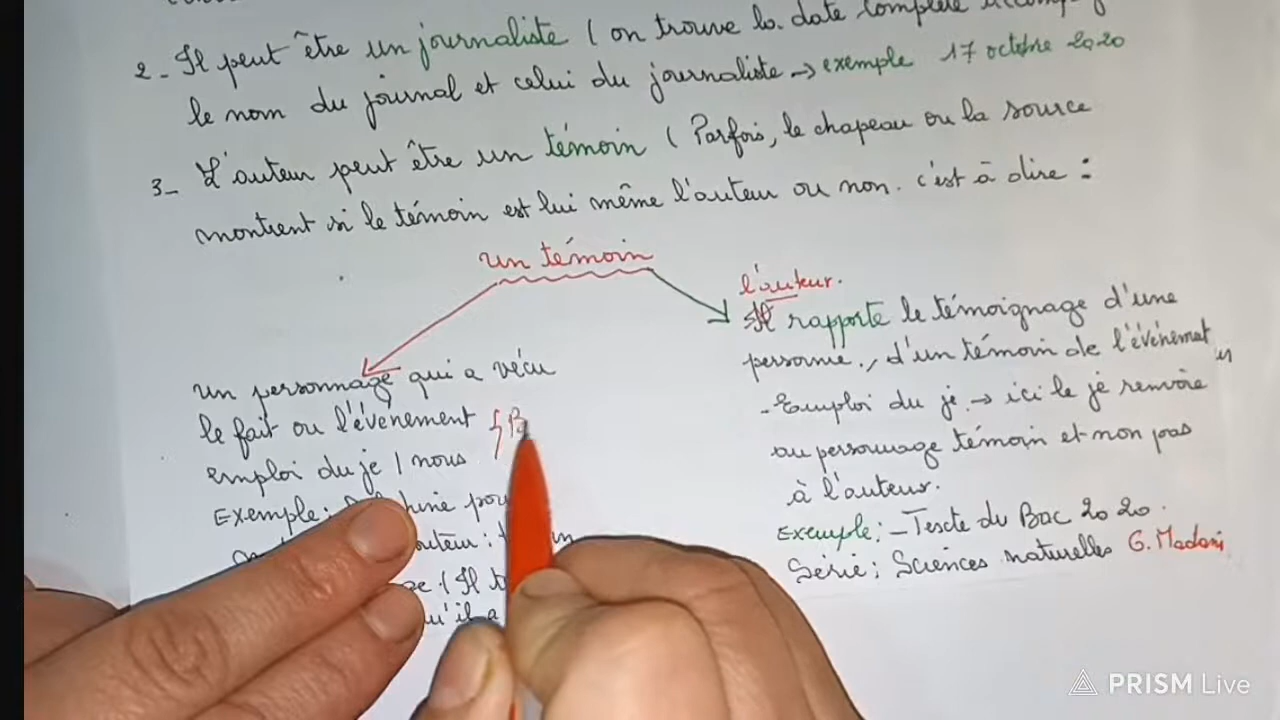 2 - Il peut être un journaliste ( on trouve la date complète
le nom du journal et celui du journaliste → exemple 17 octobre 2020
3 - L'auteur peut être un témoin ( Parfois, le chapeau ou la source
montrent si le témoin est lui même l'auteur ou non. c'est à dire :
un témoin
l'auteur.
un personnage qui a vécu
le fait ou l'événement
emploi du je / nous
Exemple :
Il rapporte le témoignage d'une
personne., d'un témoin de l'événement
- Emploi du je. → ici le je renvoie
au personnage témoin et non pas
à l'auteur.
Exemple ; - Texte du Bac 2020.
Série ; Sciences naturelles G. Madani
PRISM Live